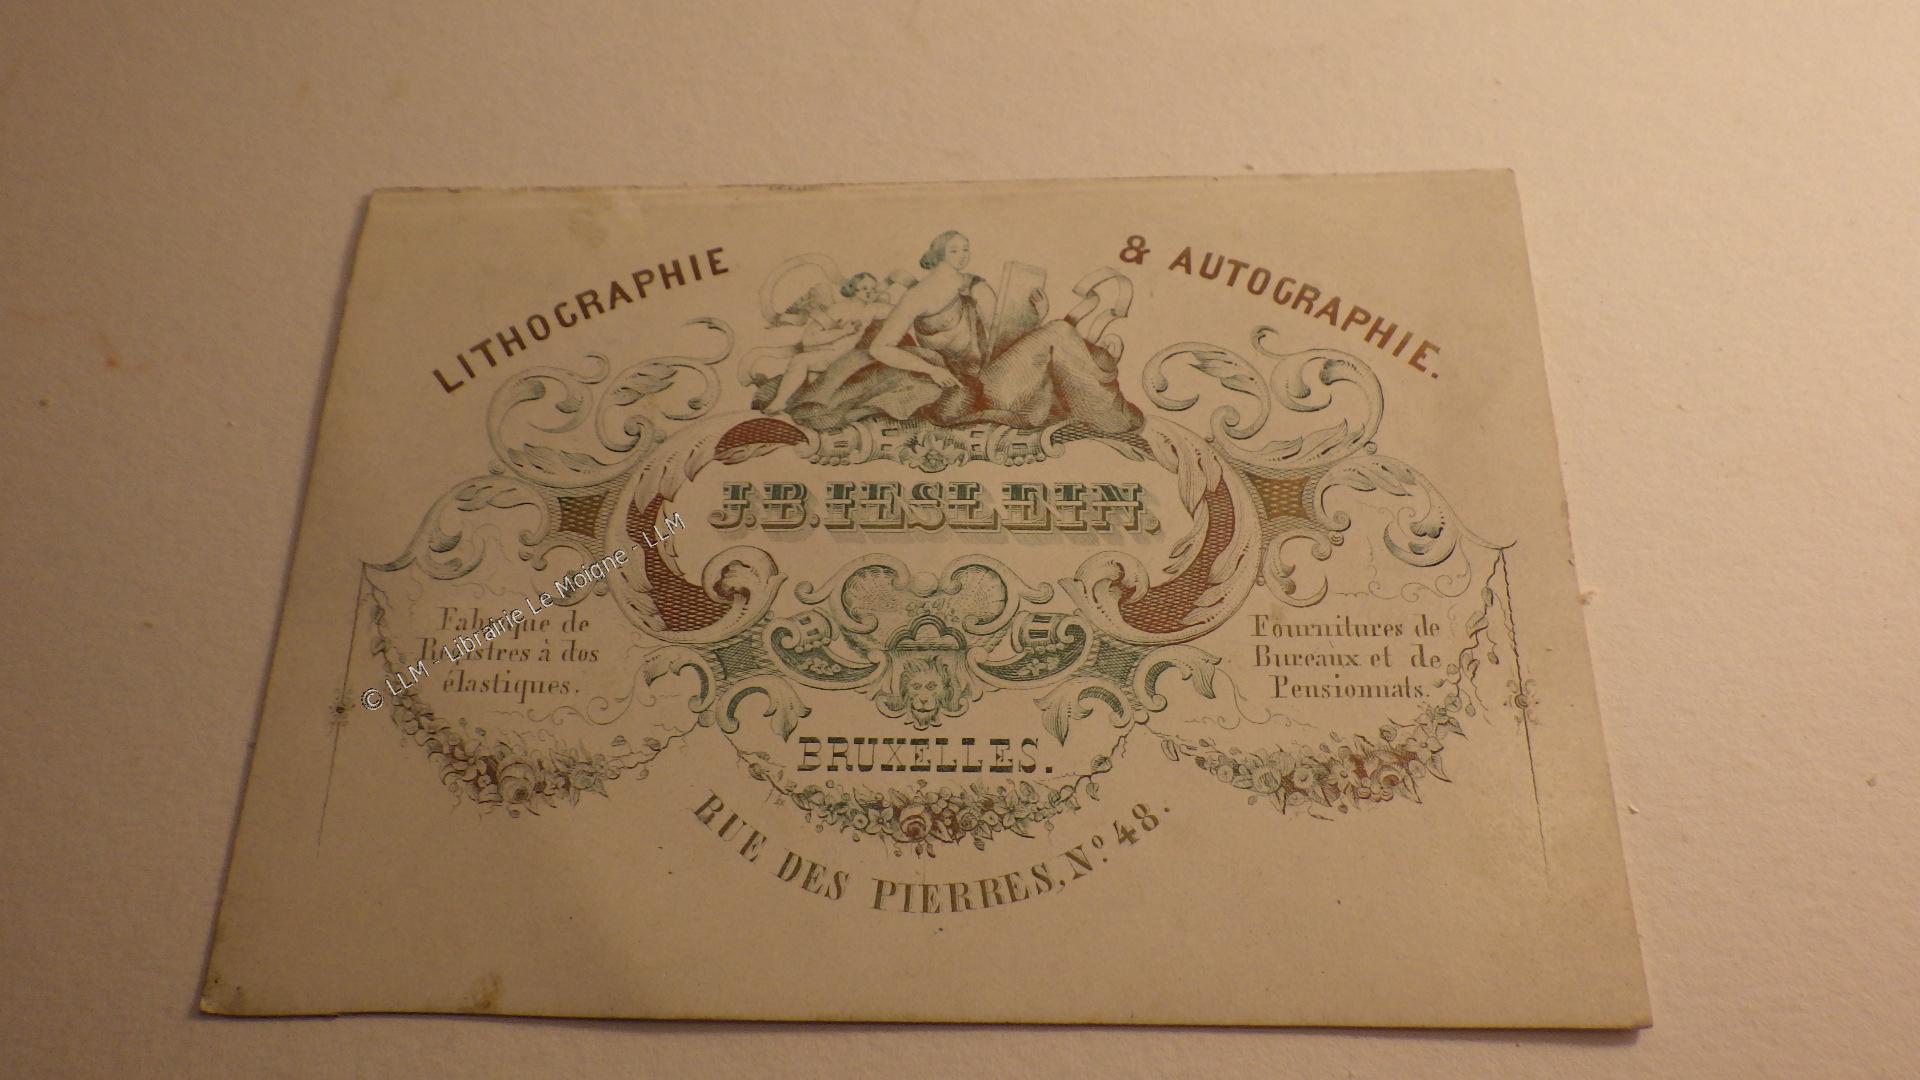 LITHOGRAPHIE & AUTOGRAPHIE.
J.B. IESLEIN.
Fabrique de
Registres à dos
élastiques.
Fournitures de
Bureaux et de
Pensionnats.
BRUXELLES.
RUE DES PIERRES, Nº 48.
© LLM - Librairie Le Moigne - LLM